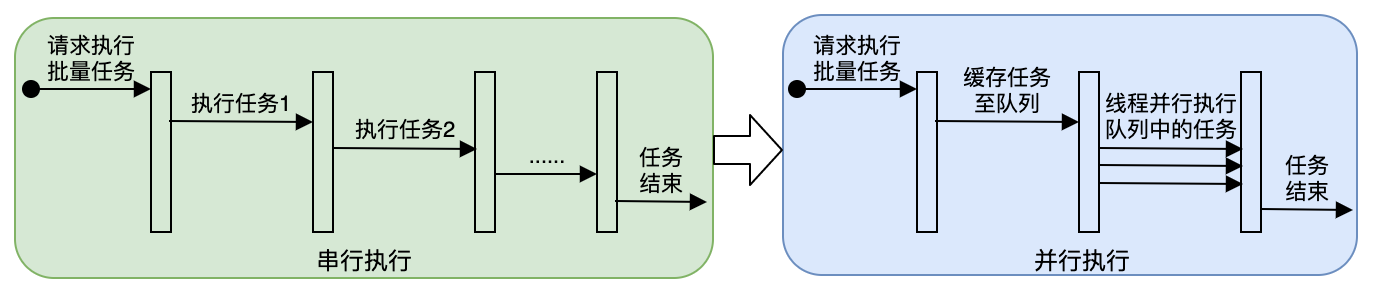 请求执行
批量任务
执行任务1
执行任务2
......
任务
结束
串行执行
请求执行
批量任务
缓存任务
至队列
线程并行执行
队列中的任务
任务
结束
并行执行